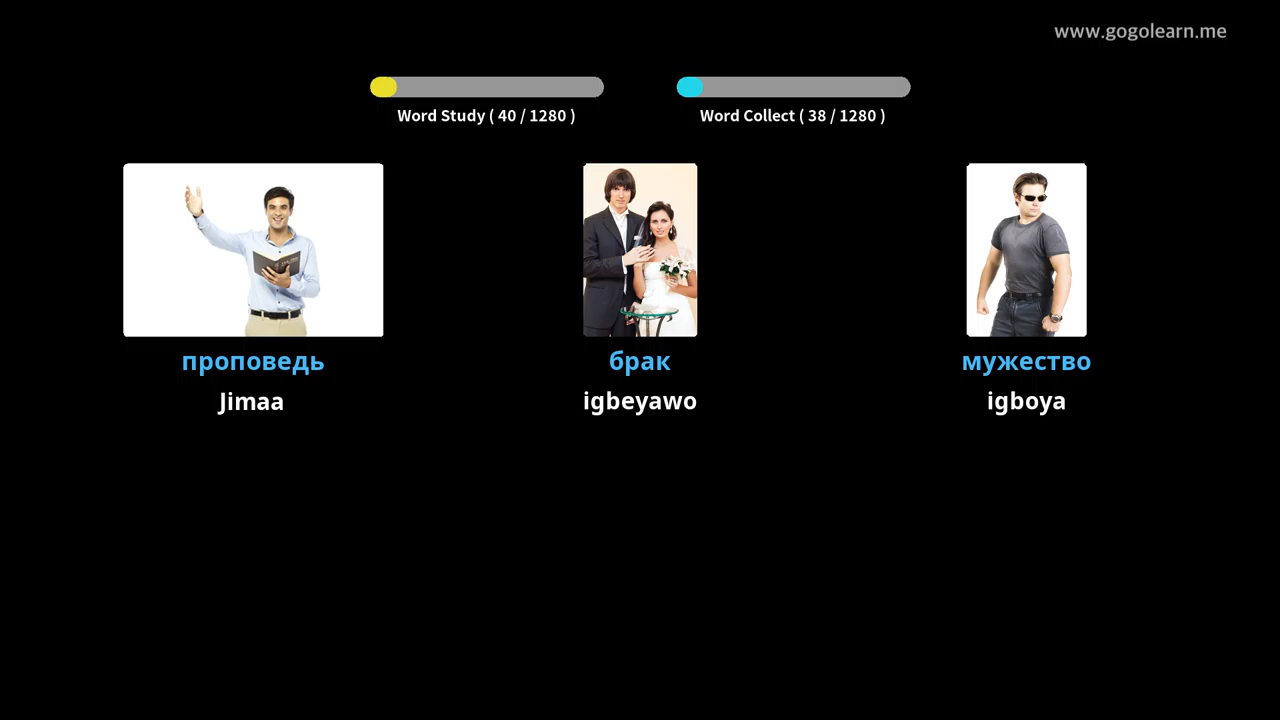 www.gogolearn.me
Word Study ( 40 / 1280 )
Word Collect ( 38 / 1280 )
проповедь
брак
мужество
Jimaa
igbeyawo
igboya